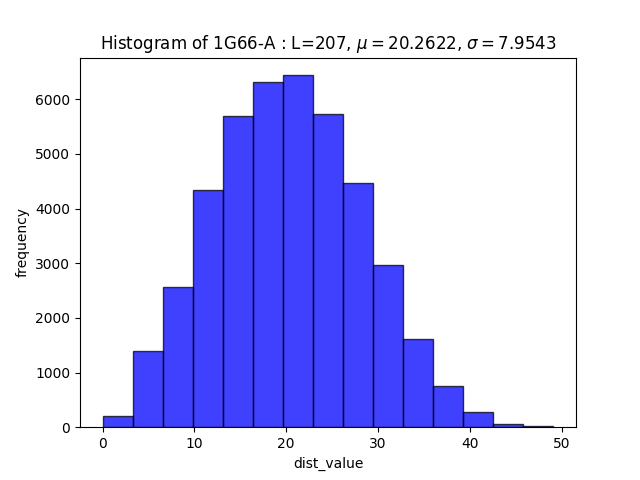 Histogram of 1G66-A : L=207, μ = 20.2622, σ = 7.9543
6000
5000
4000
3000
2000
1000
0
frequency
0 10 20 30 40 50
dist_value